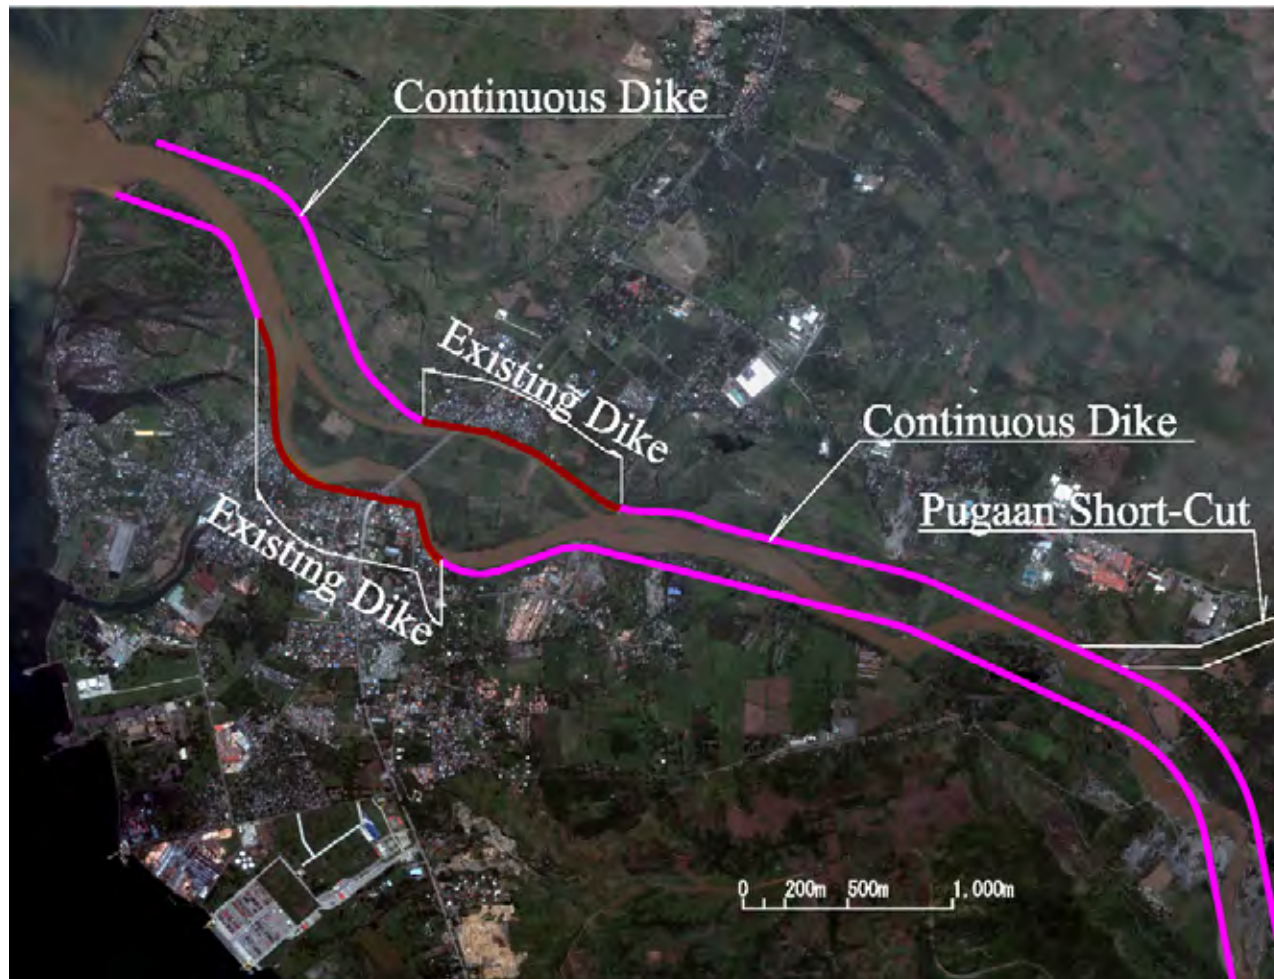 Continuous Dike
Existing Dike
Continuous Dike
Pugaan Short-Cut
Existing Dike
0 200m 500m 1.000m